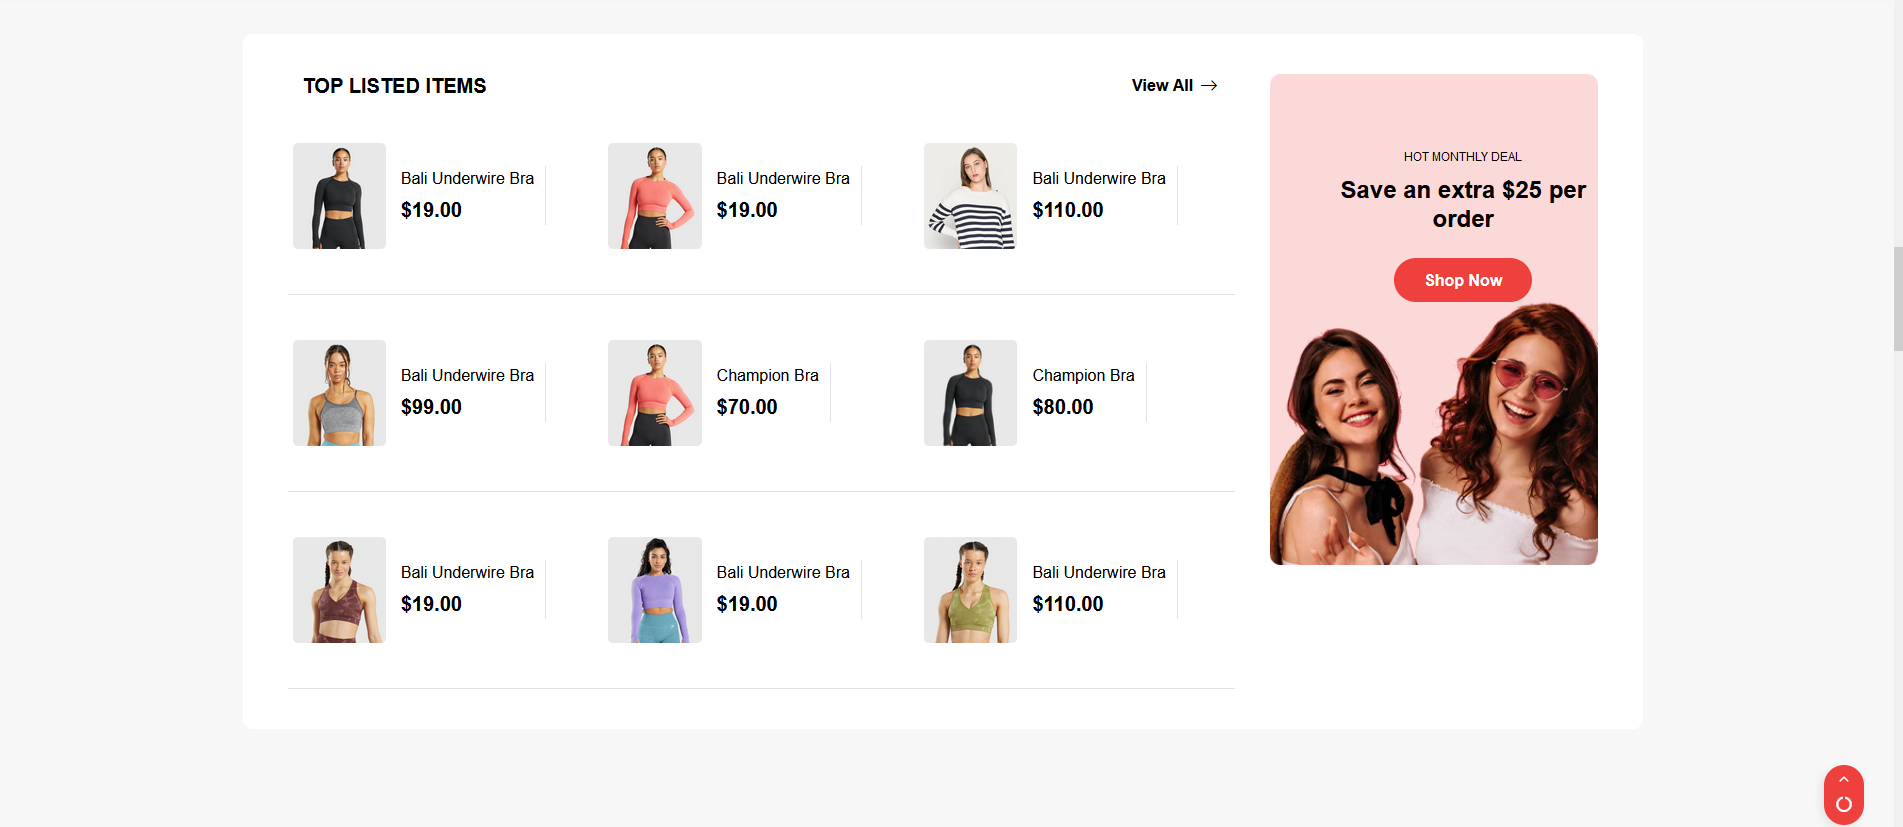 TOP LISTED ITEMS
View All
Bali Underwire Bra
$19.00
Bali Underwire Bra
$19.00
Bali Underwire Bra
$110.00
Bali Underwire Bra
$99.00
Champion Bra
$70.00
Champion Bra
$80.00
Bali Underwire Bra
$19.00
Bali Underwire Bra
$19.00
Bali Underwire Bra
$110.00
HOT MONTHLY DEAL
Save an extra $25 per
order
Shop Now